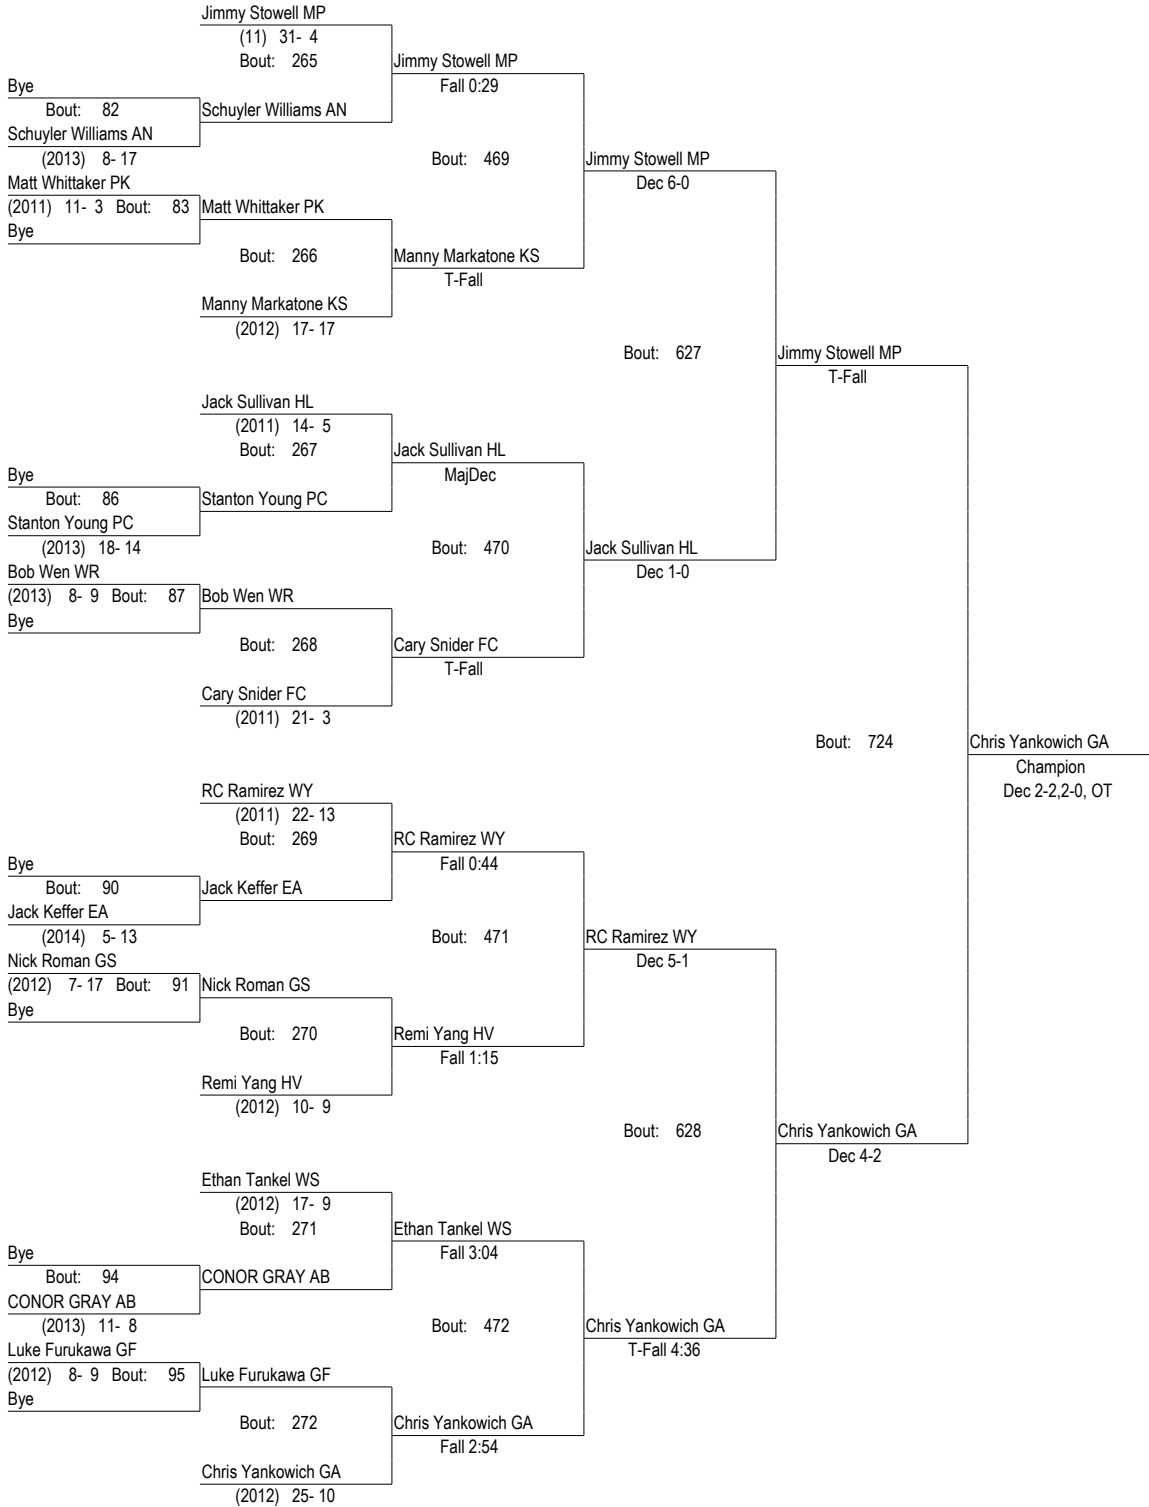 Jimmy Stowell MP
(11) 31- 4
Bout: 265
Jimmy Stowell MP
Fall 0:29
Bye
Bout: 82
Schuyler Williams AN
Schuyler Williams AN
(2013) 8- 17
Bout: 469
Jimmy Stowell MP
Dec 6-0
Matt Whittaker PK
(2011) 11- 3 Bout: 83
Matt Whittaker PK
Bye
Bout: 266
Manny Markatone KS
T-Fall
Manny Markatone KS
(2012) 17- 17
Bout: 627
Jimmy Stowell MP
T-Fall
Jack Sullivan HL
(2011) 14- 5
Bout: 267
Jack Sullivan HL
MajDec
Bye
Bout: 86
Stanton Young PC
Stanton Young PC
(2013) 18- 14
Bout: 470
Jack Sullivan HL
Dec 1-0
Bob Wen WR
(2013) 8- 9 Bout: 87
Bob Wen WR
Bye
Bout: 268
Cary Snider FC
T-Fall
Cary Snider FC
(2011) 21- 3
Bout: 724
Chris Yankowich GA
Champion
Dec 2-2,2-0, OT
RC Ramirez WY
(2011) 22- 13
Bout: 269
RC Ramirez WY
Fall 0:44
Bye
Bout: 90
Jack Keffer EA
Jack Keffer EA
(2014) 5- 13
Bout: 471
RC Ramirez WY
Dec 5-1
Nick Roman GS
(2012) 7- 17 Bout: 91
Nick Roman GS
Bye
Bout: 270
Remi Yang HV
Fall 1:15
Remi Yang HV
(2012) 10- 9
Bout: 628
Chris Yankowich GA
Dec 4-2
Ethan Tankel WS
(2012) 17- 9
Bout: 271
Ethan Tankel WS
Fall 3:04
Bye
Bout: 94
CONOR GRAY AB
CONOR GRAY AB
(2013) 11- 8
Bout: 472
Chris Yankowich GA
T-Fall 4:36
Luke Furukawa GF
(2012) 8- 9 Bout: 95
Luke Furukawa GF
Bye
Bout: 272
Chris Yankowich GA
Fall 2:54
Chris Yankowich GA
(2012) 25- 10